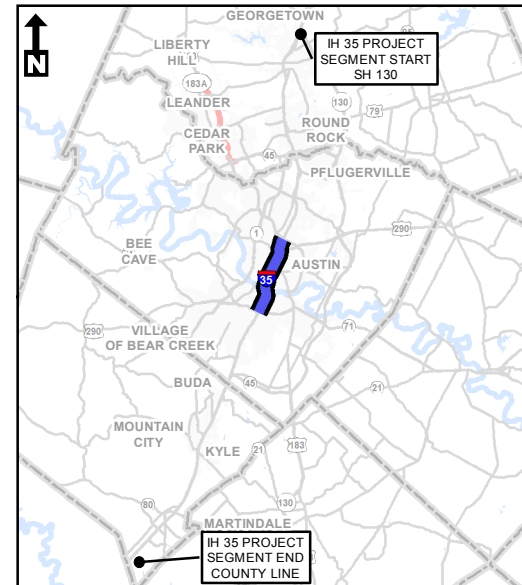 GEORGETOWN
IH 35 PROJECT
SEGMENT START
SH 130
N
LIBERTY
HILL
183A
LEANDER
130
79
CEDAR
PARK
ROUND
ROCK
45
PFLUGERVILLE
1
290
BEE
CAVE
AUSTIN
35
71
290
VILLAGE
OF BEAR CREEK
BUDA
45
21
MOUNTAIN
CITY
KYLE
21
183
80
130
MARTINDALE
IH 35 PROJECT
SEGMENT END
COUNTY LINE